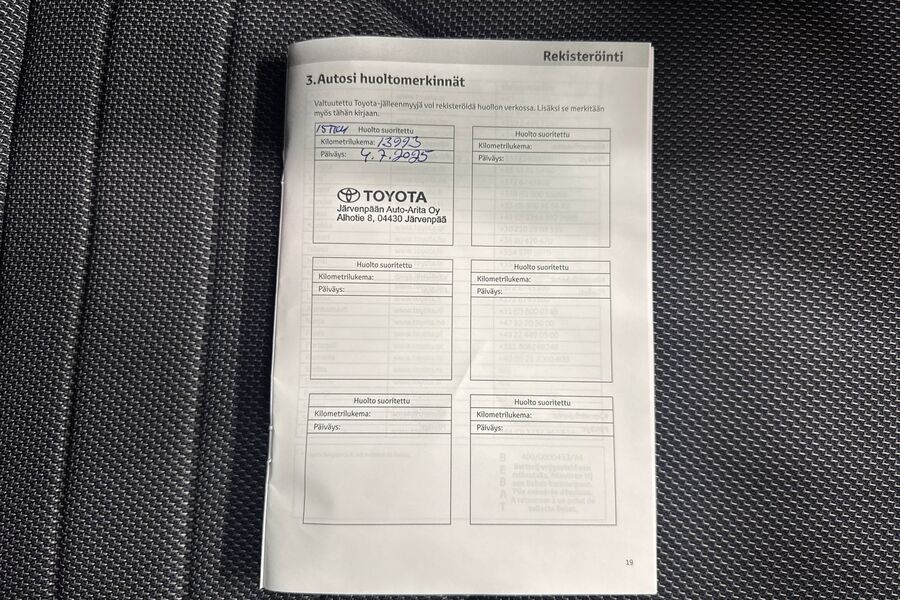 Rekisteröinti
3.Autosi huoltomerkinnät
Valtuutettu Toyota-jälleenmyyjä voi rekisteröidä huollon verkossa. Lisäksi se merkitään
myös tähän kirjaan.
15TKM Huolto suoritettu
Kilometrilukema: 13993
Päiväys: 4.7.2025
TOYOTA
Järvenpään Auto-Arita Oy
Alhotie 8, 04430 Järvenpää
Huolto suoritettu
Kilometrilukema:
Päiväys:
Huolto suoritettu
Kilometrilukema:
Päiväys:
Huolto suoritettu
Kilometrilukema:
Päiväys:
Huolto suoritettu
Kilometrilukema:
Päiväys:
Huolto suoritettu
Kilometrilukema:
Päiväys:
19